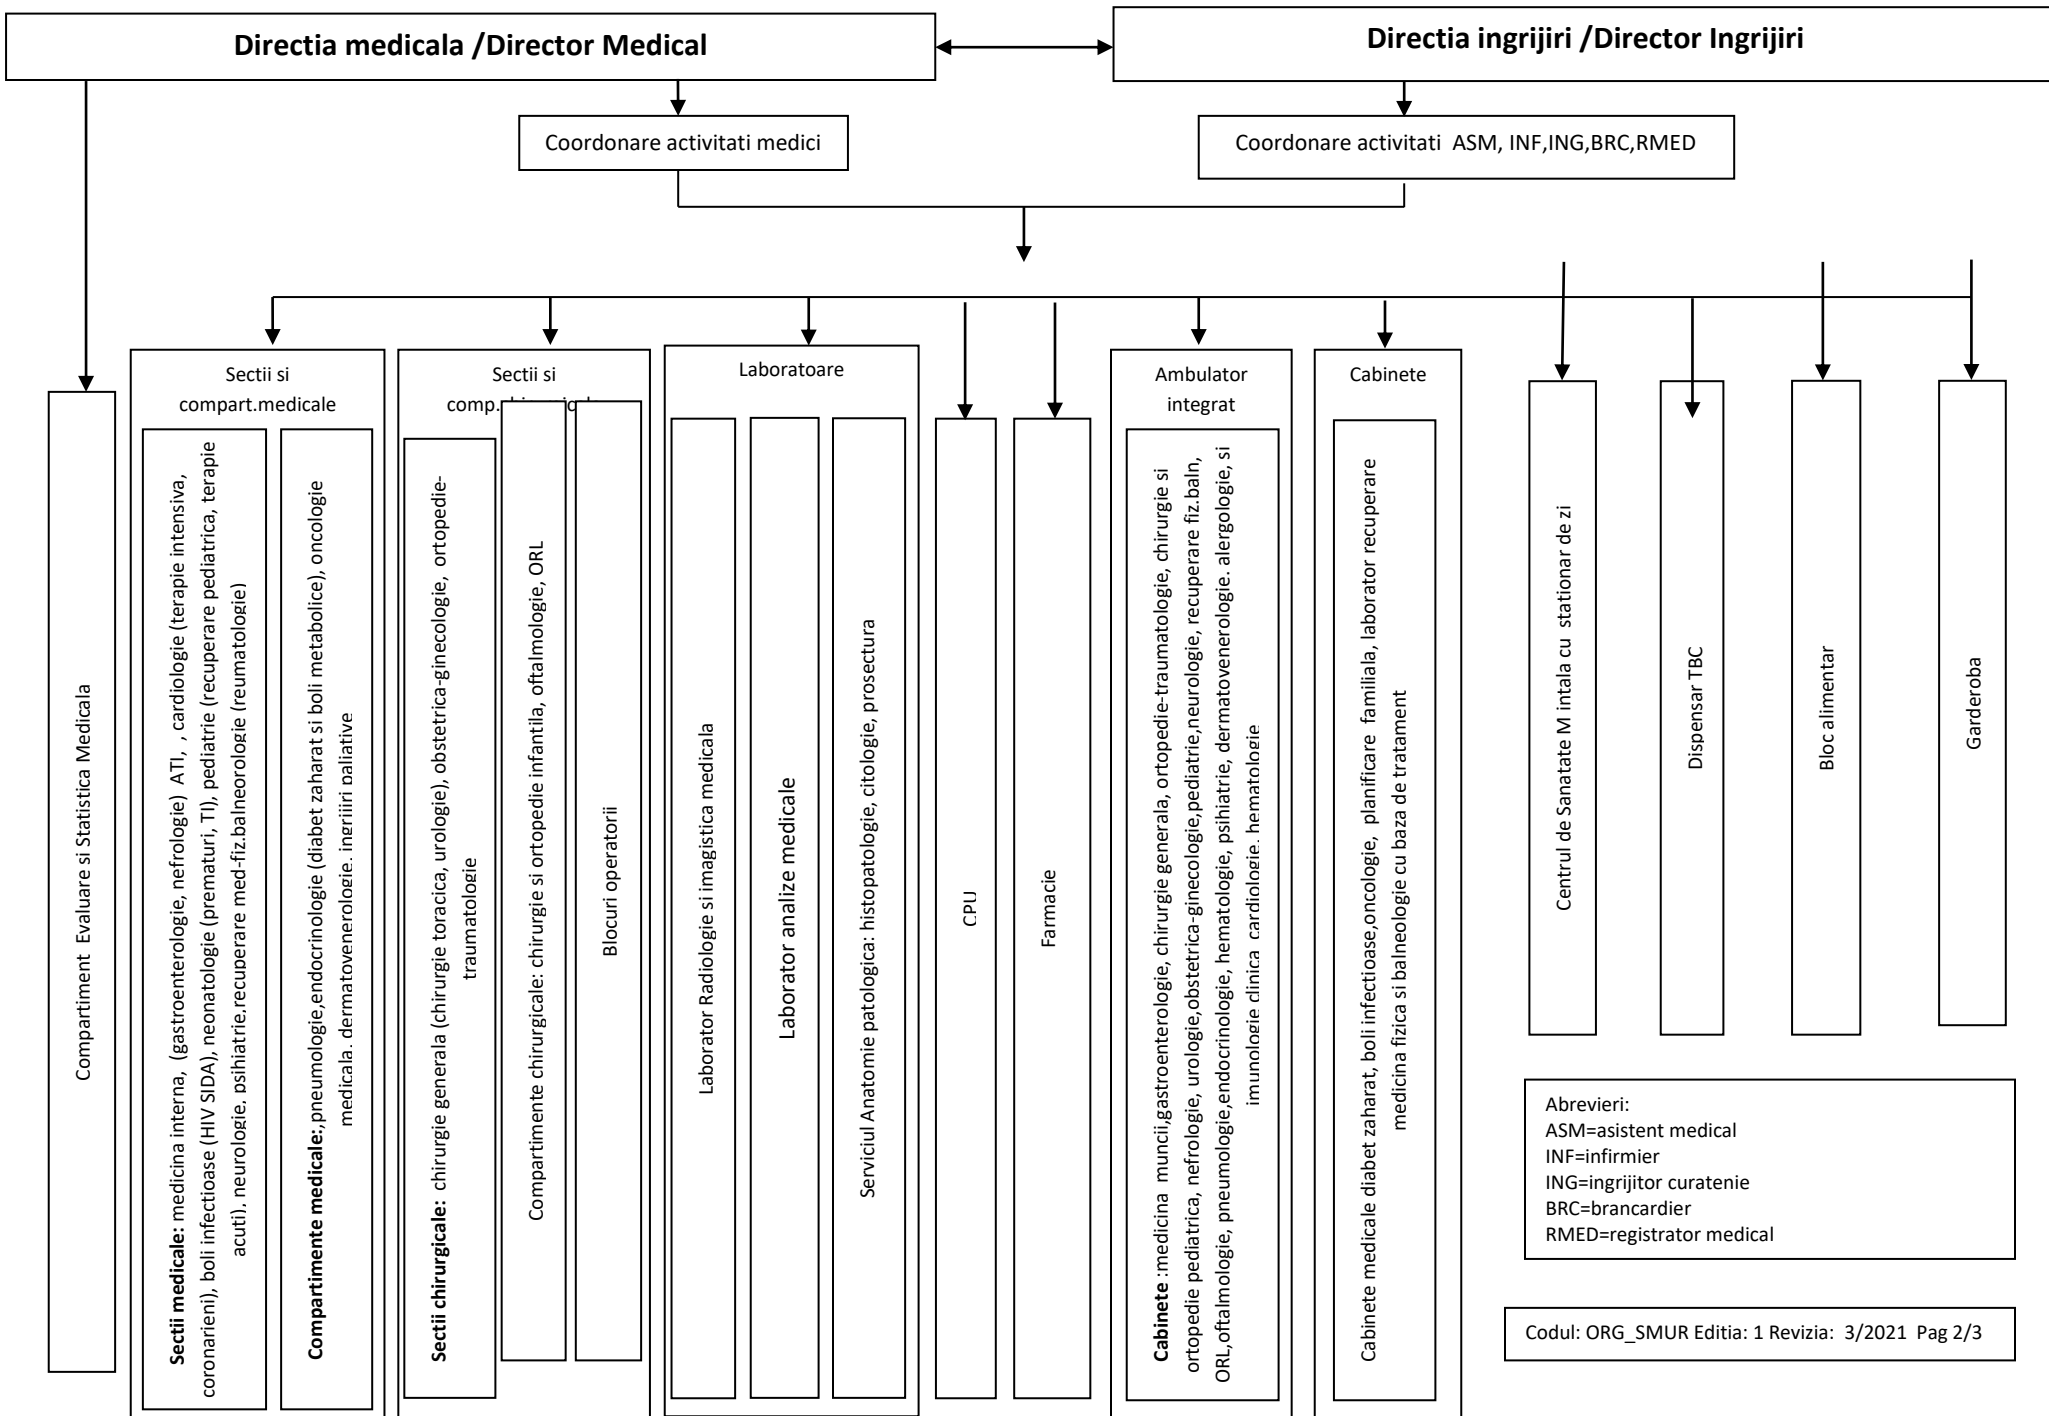 Directia medicala /Director Medical
Directia ingrijiri /Director Ingrijiri
Coordonare activitati medici
Coordonare activitati ASM, INF,ING,BRC,RMED
Compartiment Evaluare si Statistica Medicala
Sectii si
compart.medicale
Sectii medicale: medicina interna, (gastroenterologie, nefrologie) ATI, , cardiologie (terapie intensiva,
coronarieni), boli infectioase (HIV SIDA), neonatologie (prematuri, TI), pediatrie (recuperare pediatrica, terapie
acuti), neurologie, psihiatrie,recuperare med-fiz.balneorologie (reumatologie)
Compartimente medicale:,pneumologie,endocrinologie (diabet zaharat si boli metabolice), oncologie
medicala, dermatovenerologie, ingrijiri paliative
Sectii si
Sectii chirurgicale: chirurgie generala (chirurgie toracica, urologie), obstetrica-ginecologie, ortopedie-
traumatologie
Compartimente chirurgicale: chirurgie si ortopedie infantila, oftalmologie, ORL
Blocuri operatorii
Laboratoare
Laborator Radiologie si imagistica medicala
Laborator analize medicale
Serviciul Anatomie patologica: histopatologie, citologie, prosectura
CPU
Farmacie
Ambulator
integrat
Cabinete :medicina muncii,gastroenterologie, chirurgie generala, ortopedie-traumatologie, chirurgie si
ortopedie pediatrica, nefrologie, urologie,obstetrica-ginecologie,pediatrie,neurologie, recuperare fiz.baln,
ORL,oftalmologie, pneumologie,endocrinologie, hematologie, psihiatrie, dermatovenerologie. alergologie, si
imunologie clinica, cardiologie, hematologie
Cabinete
Cabinete medicale diabet zaharat, boli infectioase,oncologie, planificare familiala, laborator recuperare
medicina fizica si balneologie cu baza de tratament
Centrul de Sanatate M intala cu stationar de zi
Dispensar TBC
Bloc alimentar
Garderoba
Abrevieri:
ASM=asistent medical
INF=infirmier
ING=ingrijitor curatenie
BRC=brancardier
RMED=registrator medical
Codul: ORG_SMUR Editia: 1 Revizia: 3/2021 Pag 2/3